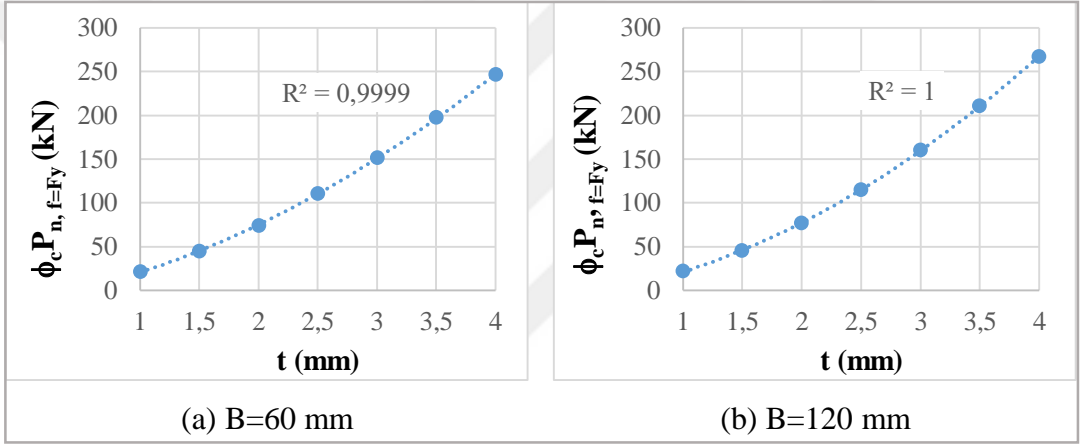 300
250
200
150
100
50
0
R² = 0,9999
ϕcPn, f=Fy (kN)
1 1,5 2 2,5 3 3,5 4
t (mm)
(a) B=60 mm
300
250
200
150
100
50
0
R² = 1
ϕcPn, f=Fy (kN)
1 1,5 2 2,5 3 3,5 4
t (mm)
(b) B=120 mm